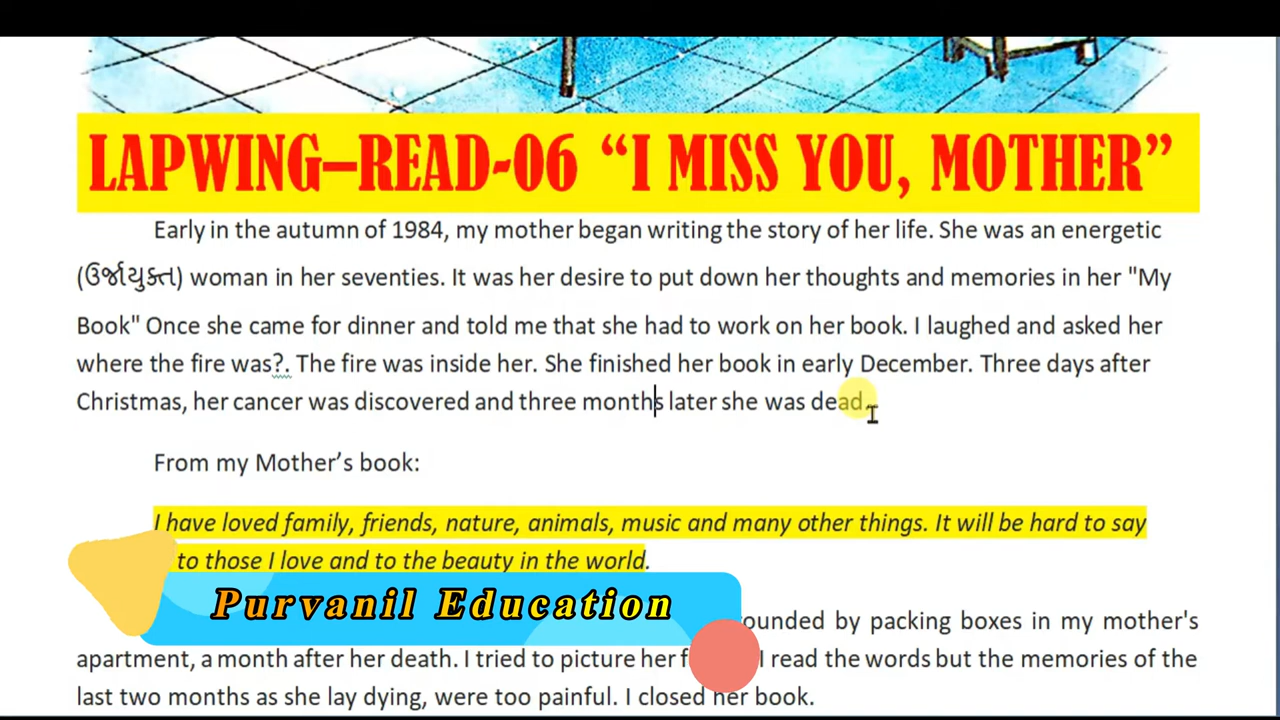 LAPWING–READ-06 “I MISS YOU, MOTHER”
Early in the autumn of 1984, my mother began writing the story of her life. She was an energetic
(ઉર્જાયુક્ત) woman in her seventies. It was her desire to put down her thoughts and memories in her "My
Book" Once she came for dinner and told me that she had to work on her book. I laughed and asked her
where the fire was?. The fire was inside her. She finished her book in early December. Three days after
Christmas, her cancer was discovered and three months later she was dead.
From my Mother’s book:
I have loved family, friends, nature, animals, music and many other things. It will be hard to say
to those I love and to the beauty in the world.
Purvanil Education
by packing boxes in my mother's
apartment, a month after her death. I tried to picture her I read the words but the memories of the
last two months as she lay dying, were too painful. I closed her book.